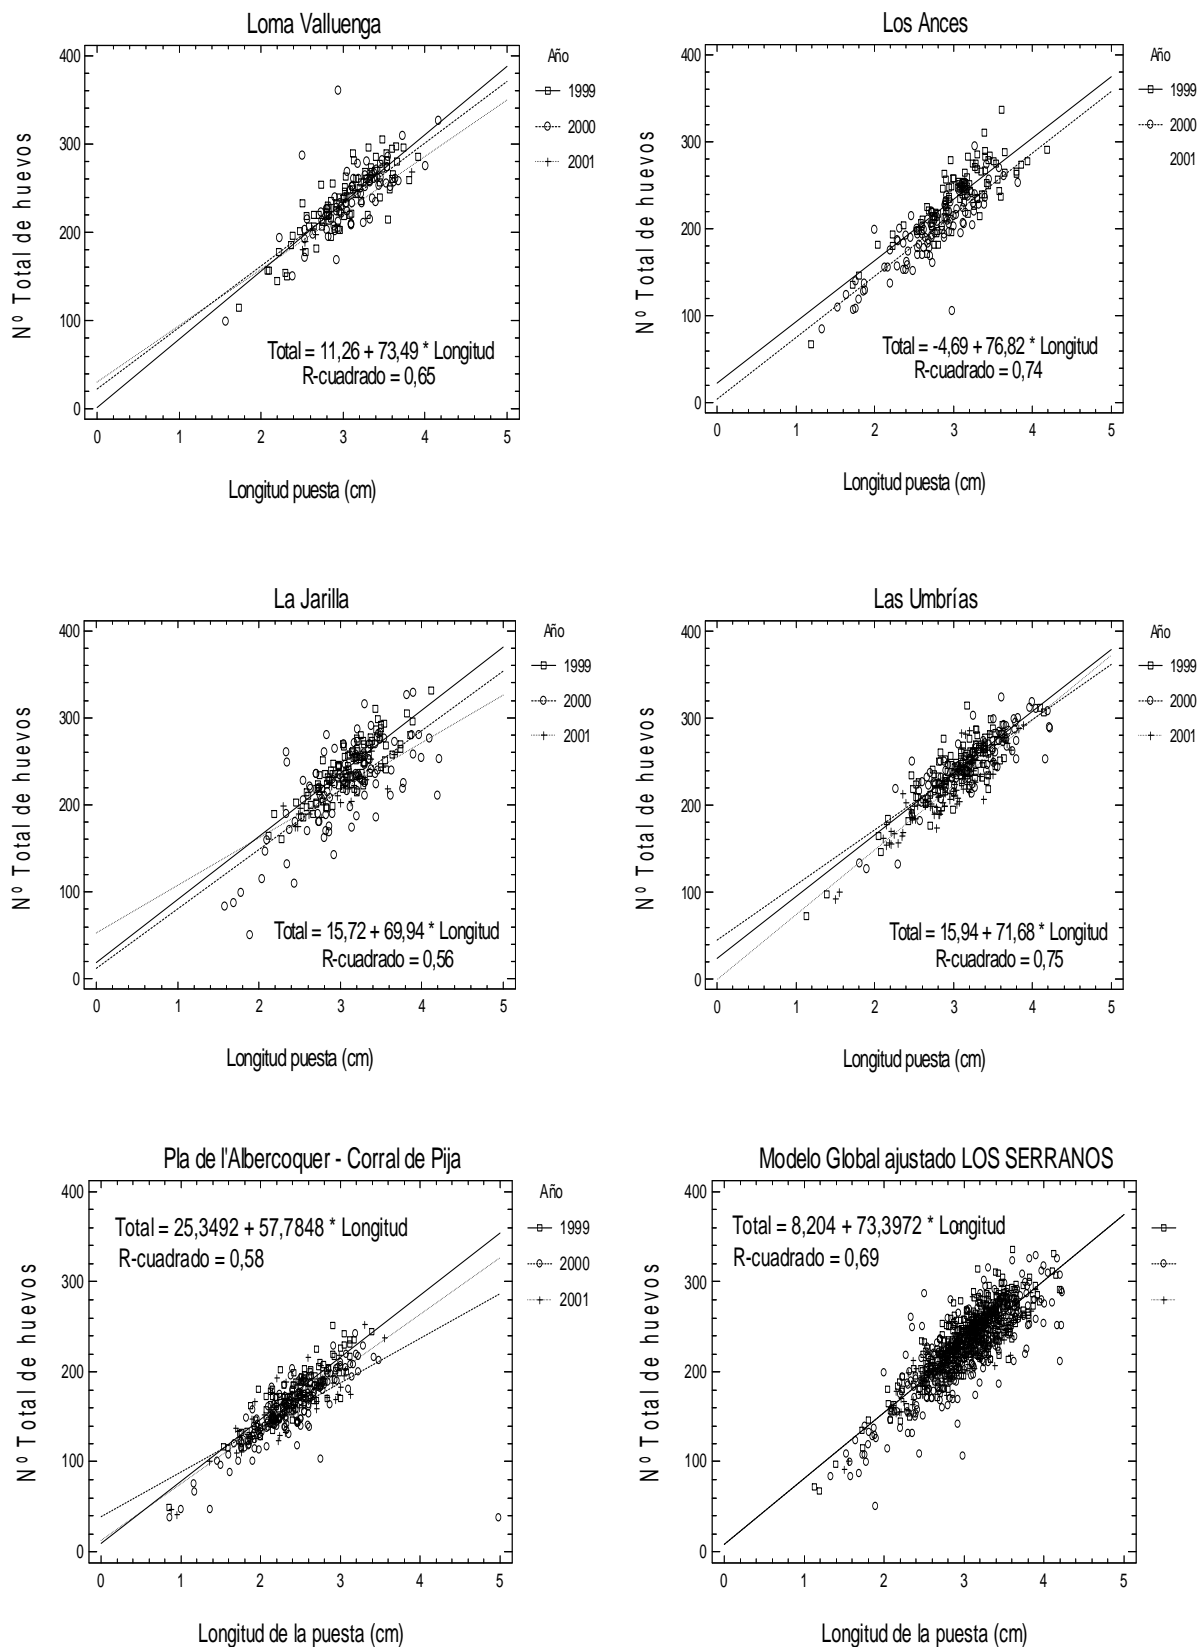 Loma Valluenga
Año
1999
2000
2001
Nº Total de huevos
400
300
200
100
0
Total = 11,26 + 73,49 * Longitud
R-cuadrado = 0,65
0 1 2 3 4 5
Longitud puesta (cm)
Los Ances
Año
1999
2000
2001
Nº Total de huevos
400
300
200
100
0
Total = -4,69 + 76,82 * Longitud
R-cuadrado = 0,74
0 1 2 3 4 5
Longitud puesta (cm)
La Jarilla
Año
1999
2000
2001
Nº Total de huevos
400
300
200
100
0
Total = 15,72 + 69,94 * Longitud
R-cuadrado = 0,56
0 1 2 3 4 5
Longitud puesta (cm)
Las Umbrías
Año
1999
2000
2001
Nº Total de huevos
400
300
200
100
0
Total = 15,94 + 71,68 * Longitud
R-cuadrado = 0,75
0 1 2 3 4 5
Longitud puesta (cm)
Pla de l'Albercoquer - Corral de Pija
Año
1999
2000
2001
Nº Total de huevos
400
300
200
100
0
Total = 25,3492 + 57,7848 * Longitud
R-cuadrado = 0,58
0 1 2 3 4 5
Longitud de la puesta (cm)
Modelo Global ajustado LOS SERRANOS
Nº Total de huevos
400
300
200
100
0
Total = 8,204 + 73,3972 * Longitud
R-cuadrado = 0,69
0 1 2 3 4 5
Longitud de la puesta (cm)